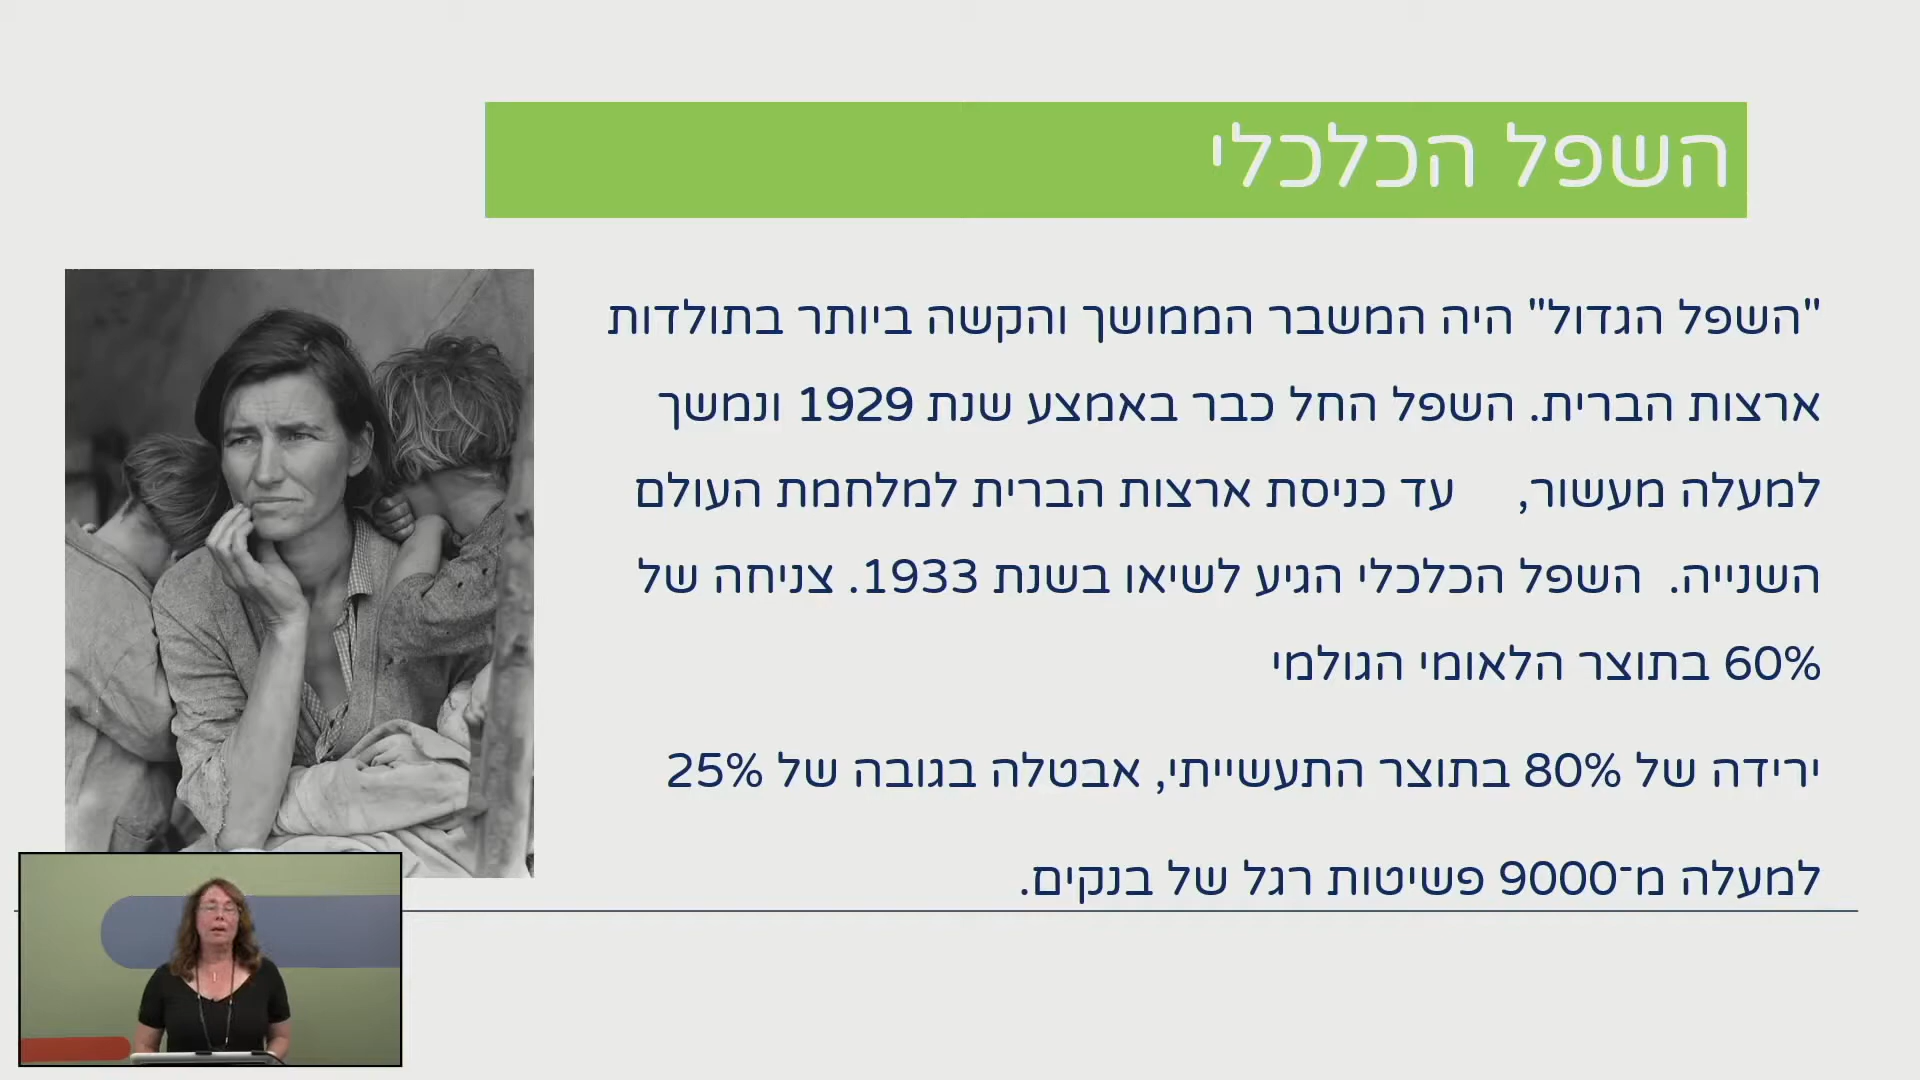 השפל הכלכלי
"השפל הגדול" היה המשבר הממושך והקשה ביותר בתולדות
ארצות הברית. השפל החל כבר באמצע שנת 1929 ונמשך
למעלה מעשור, עד כניסת ארצות הברית למלחמת העולם
השנייה. השפל הכלכלי הגיע לשיאו בשנת 1933. צניחה של
60% בתוצר הלאומי הגולמי
ירידה של 80% בתוצר התעשייתי, אבטלה בגובה של 25%
למעלה מ־9000 פשיטות רגל של בנקים.